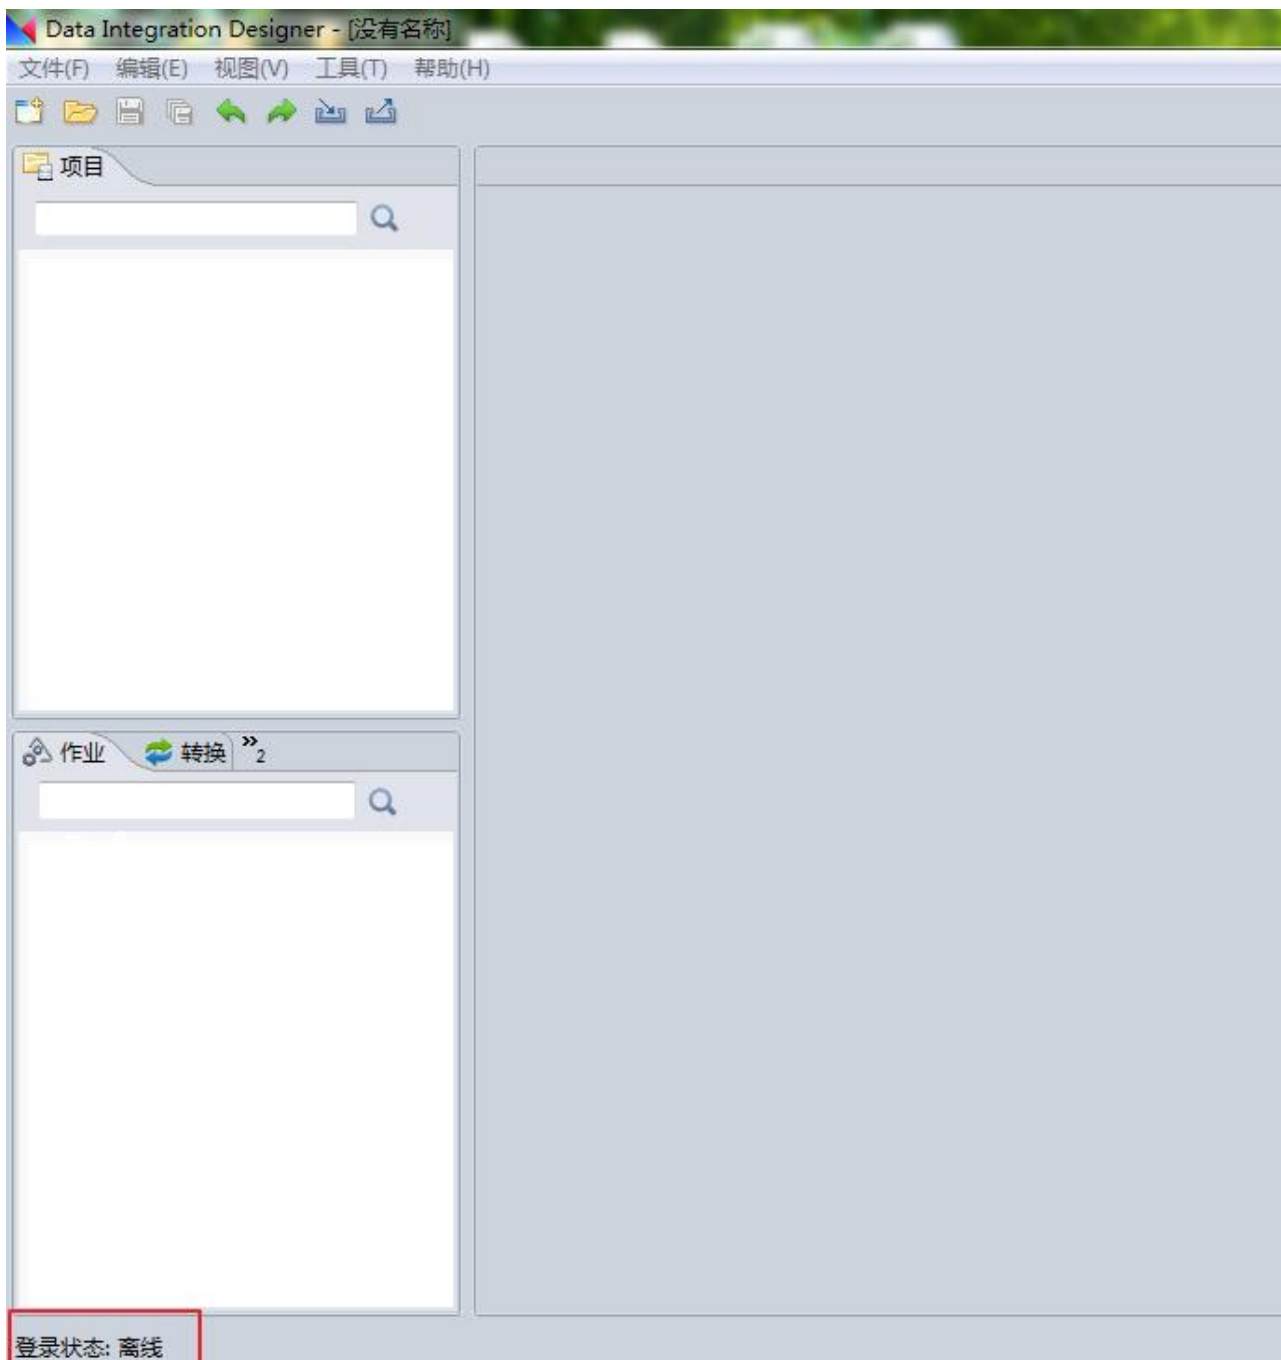 Data Integration Designer - [没有名称]
文件(F) 编辑(E) 视图(V) 工具(T) 帮助(H)
项目
作业 转换 »2
登录状态: 离线